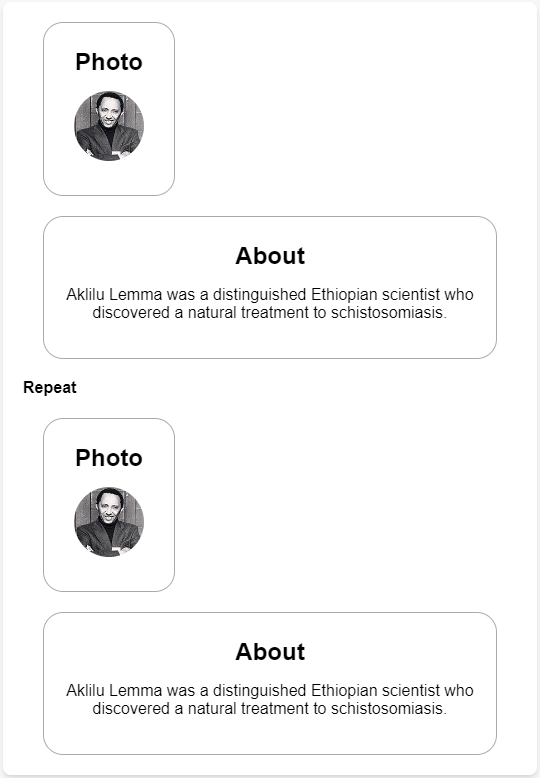 Photo
About
Aklilu Lemma was a distinguished Ethiopian scientist who
discovered a natural treatment to schistosomiasis.
Repeat
Photo
About
Aklilu Lemma was a distinguished Ethiopian scientist who
discovered a natural treatment to schistosomiasis.